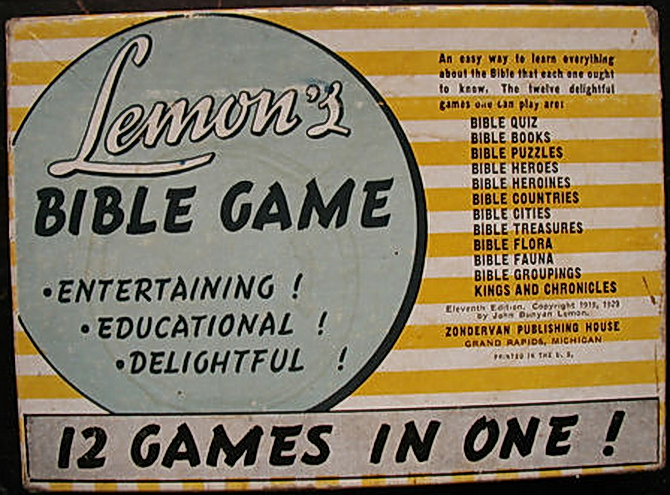 Lemon's
BIBLE GAME
•ENTERTAINING !
•EDUCATIONAL !
•DELIGHTFUL !
An easy way to learn everything
about the Bible that each one ought
to know. The twelve delightful
games one can play are:
BIBLE QUIZ
BIBLE BOOKS
BIBLE PUZZLES
BIBLE HEROES
BIBLE HEROINES
BIBLE COUNTRIES
BIBLE CITIES
BIBLE TREASURES
BIBLE FLORA
BIBLE FAUNA
BIBLE GROUPINGS
KINGS AND CHRONICLES
Eleventh Edition. Copyright 1919, 1929
by John Bunyan Lemon.
ZONDERVAN PUBLISHING HOUSE
GRAND RAPIDS, MICHIGAN
PRINTED IN THE U. S.
12 GAMES IN ONE !